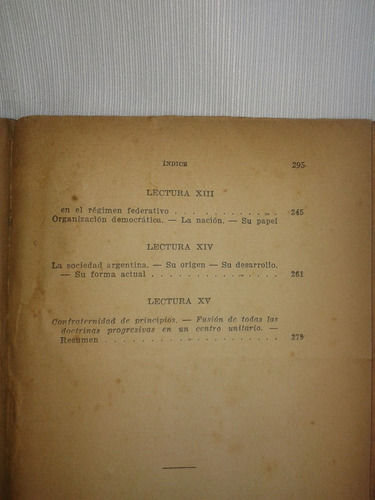 ÍNDICE 295
LECTURA XIII
en el régimen federativo . . . . . . . . . . . 245
Organización democrática. — La nación. — Su papel
LECTURA XIV
La sociedad argentina. — Su origen — Su desarrollo.
— Su forma actual . . . . . . . . . . . . . 261
LECTURA XV
Confraternidad de principios. — Fusión de todas las
doctrinas progresivas en un centro unitario. —
Resumen . . . . . . . . . . . . . . . 279